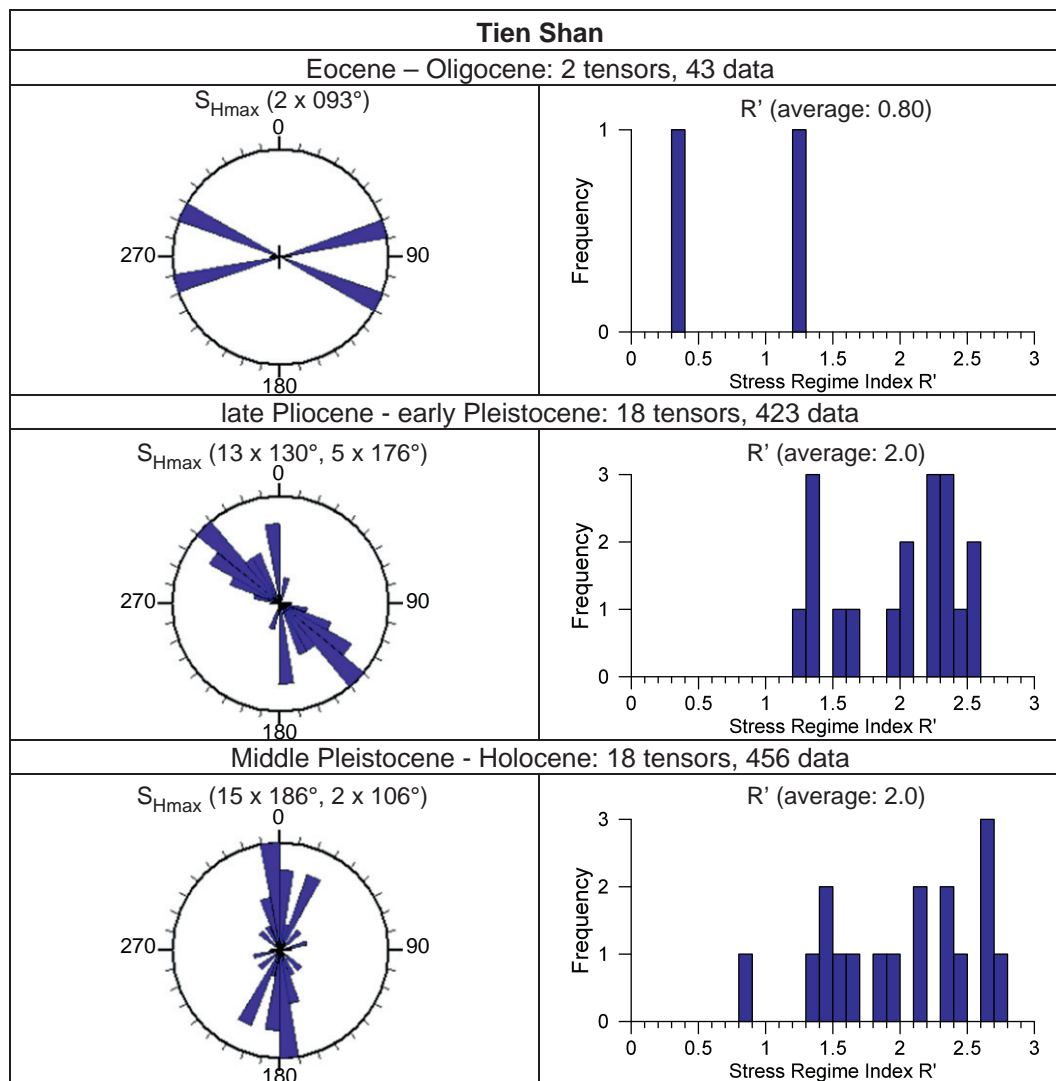 Tien Shan
Eocene – Oligocene: 2 tensors, 43 data
S_Hmax (2 x 093°)
0
270
90
180
R' (average: 0.80)
Frequency
1
0
0 0.5 1 1.5 2 2.5 3
Stress Regime Index R'
late Pliocene - early Pleistocene: 18 tensors, 423 data
S_Hmax (13 x 130°, 5 x 176°)
0
270
90
180
R' (average: 2.0)
Frequency
3
2
1
0
0 0.5 1 1.5 2 2.5 3
Stress Regime Index R'
Middle Pleistocene - Holocene: 18 tensors, 456 data
S_Hmax (15 x 186°, 2 x 106°)
0
270
90
180
R' (average: 2.0)
Frequency
3
2
1
0
0 0.5 1 1.5 2 2.5 3
Stress Regime Index R'